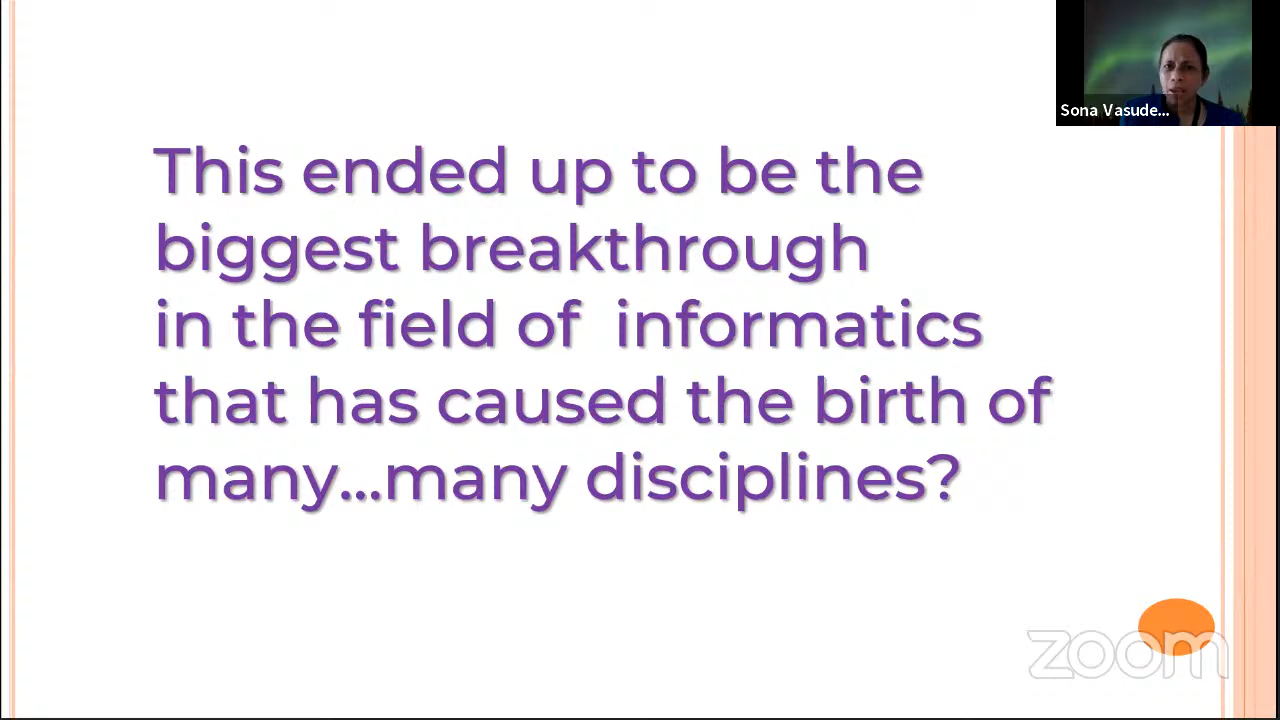 Sona Vasude...
This ended up to be the
biggest breakthrough
in the field of  informatics
that has caused the birth of
many...many disciplines?
zoom